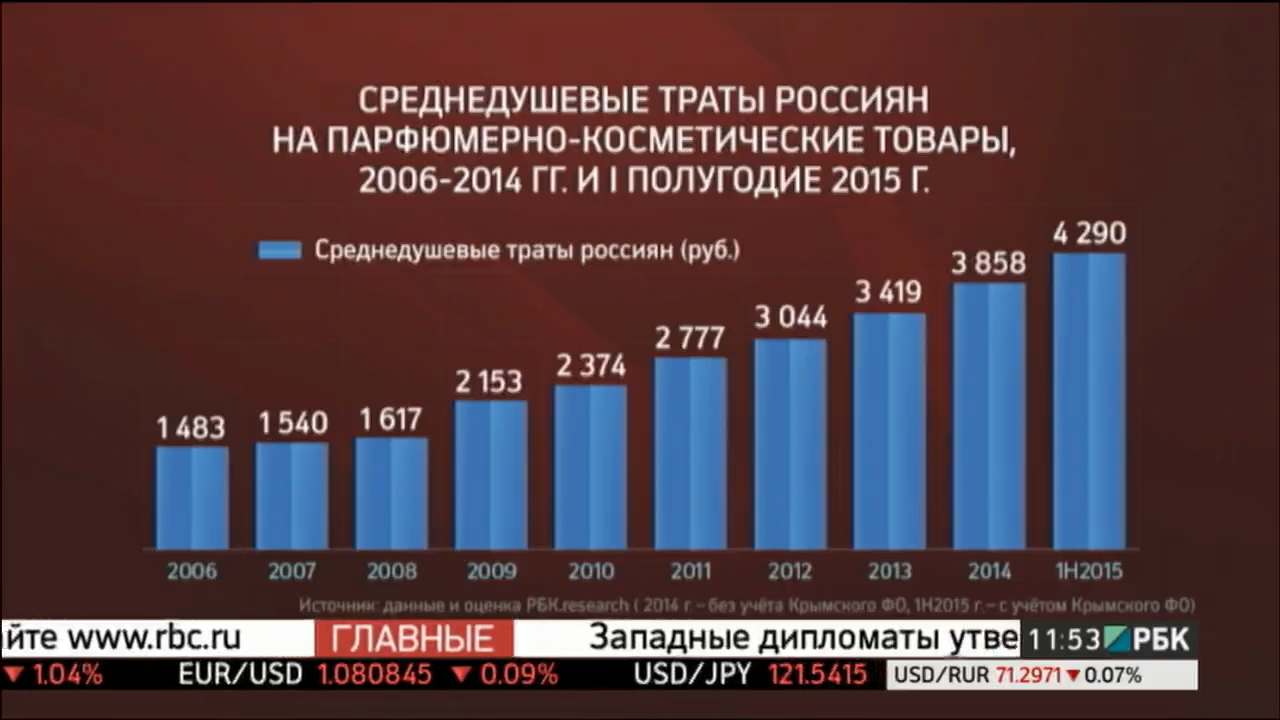 СРЕДНЕДУШЕВЫЕ ТРАТЫ РОССИЯН
НА ПАРФЮМЕРНО-КОСМЕТИЧЕСКИЕ ТОВАРЫ,
2006-2014 ГГ. И I ПОЛУГОДИЕ 2015 Г.
Среднедушевые траты россиян (руб.)
1 483
1 540
1 617
2 153
2 374
2 777
3 044
3 419
3 858
4 290
2006 2007 2008 2009 2010 2011 2012 2013 2014 1H2015
Источник: данные и оценка РБК.research ( 2014 г. – без учёта Крымского ФО, 1H2015 г. – с учётом Крымского ФО)
йте www.rbc.ru ГЛАВНЫЕ Западные дипломаты утве 11:53 РБК
▼ 1.04% EUR/USD 1.080845 ▼ 0.09% USD/JPY 121.5415 USD/RUR 71.2971 ▼ 0.07%